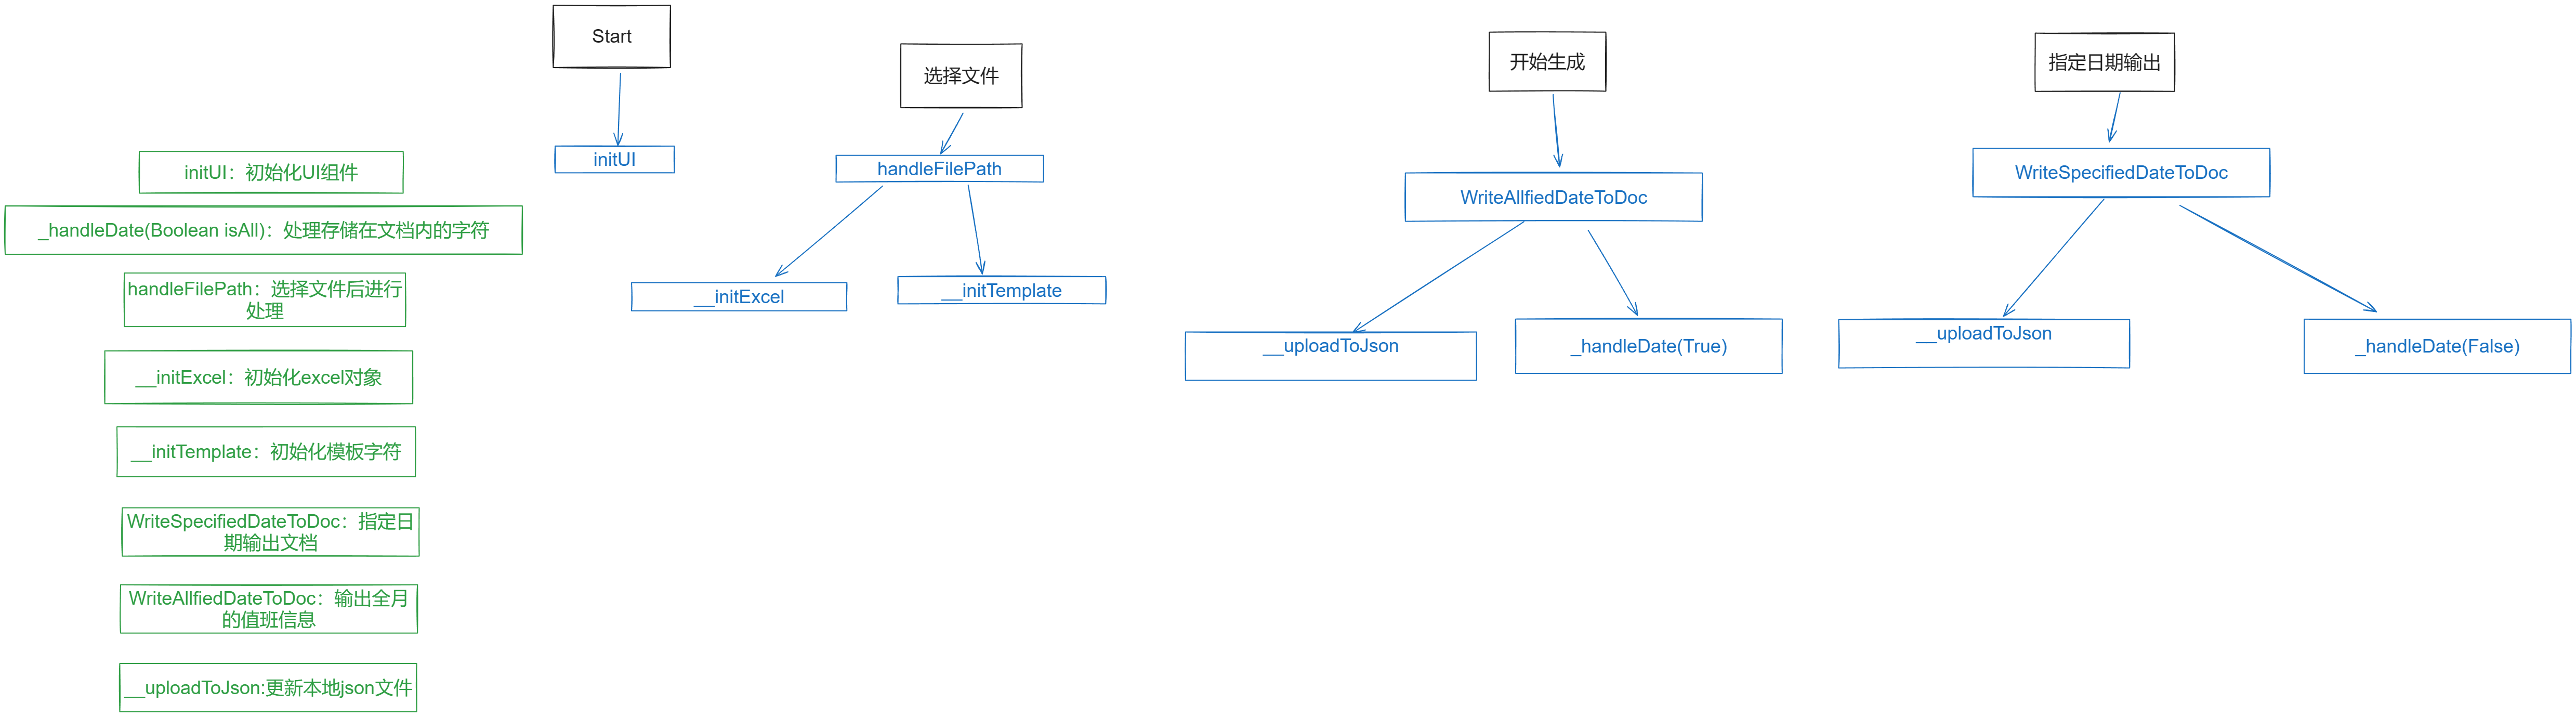 Start
选择文件
开始生成
指定日期输出
initUI
handleFilePath
WriteAllfiedDateToDoc
WriteSpecifiedDateToDoc
__initExcel
__initTemplate
__uploadToJson
_handleDate(True)
__uploadToJson
_handleDate(False)
initUI：初始化UI组件
_handleDate(Boolean isAll)：处理存储在文档内的字符
handleFilePath：选择文件后进行
处理
__initExcel：初始化excel对象
__initTemplate：初始化模板字符
WriteSpecifiedDateToDoc：指定日
期输出文档
WriteAllfiedDateToDoc：输出全月
的值班信息
__uploadToJson:更新本地json文件